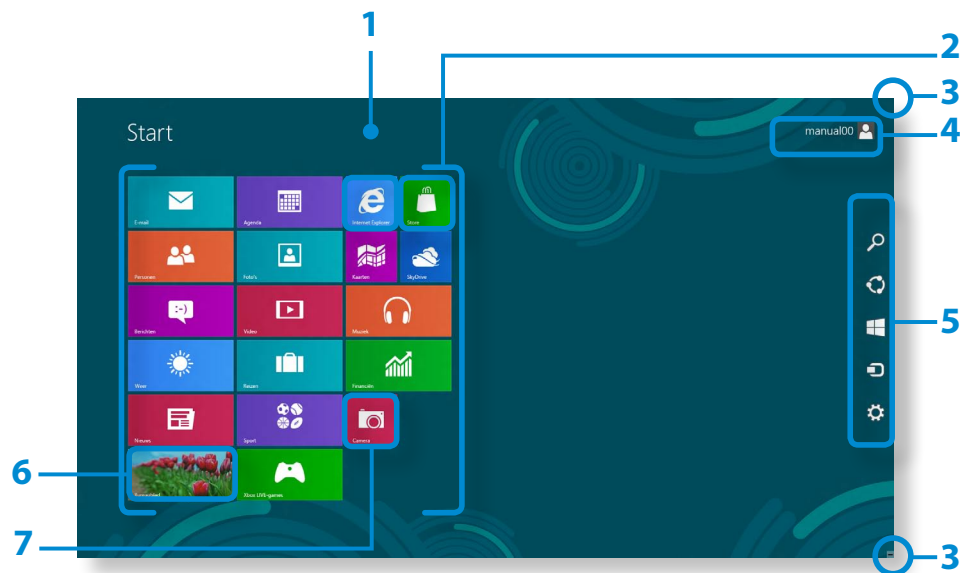 1
2
3
Start
manual00
4
E-mail
Agenda
Internet Explorer
Store
Personen
Foto's
Kaarten
SkyDrive
5
Berichten
Video
Muziek
Weer
Reizen
Financiën
Nieuws
Sport
Camera
6
Bureaublad
Xbox LIVE-games
7
3